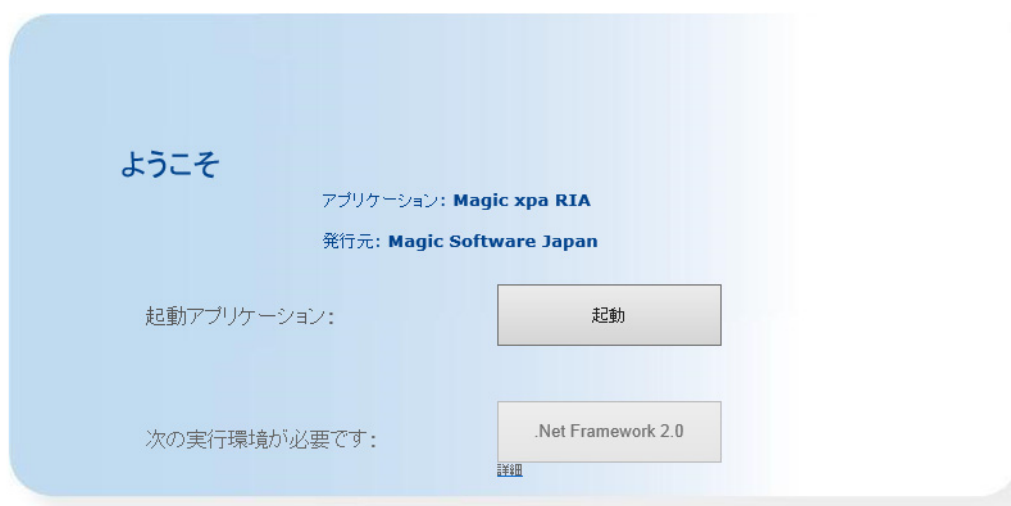 ようこそ
アプリケーション: Magic xpa RIA
発行元: Magic Software Japan
起動アプリケーション: 起動
次の実行環境が必要です: .Net Framework 2.0
詳細